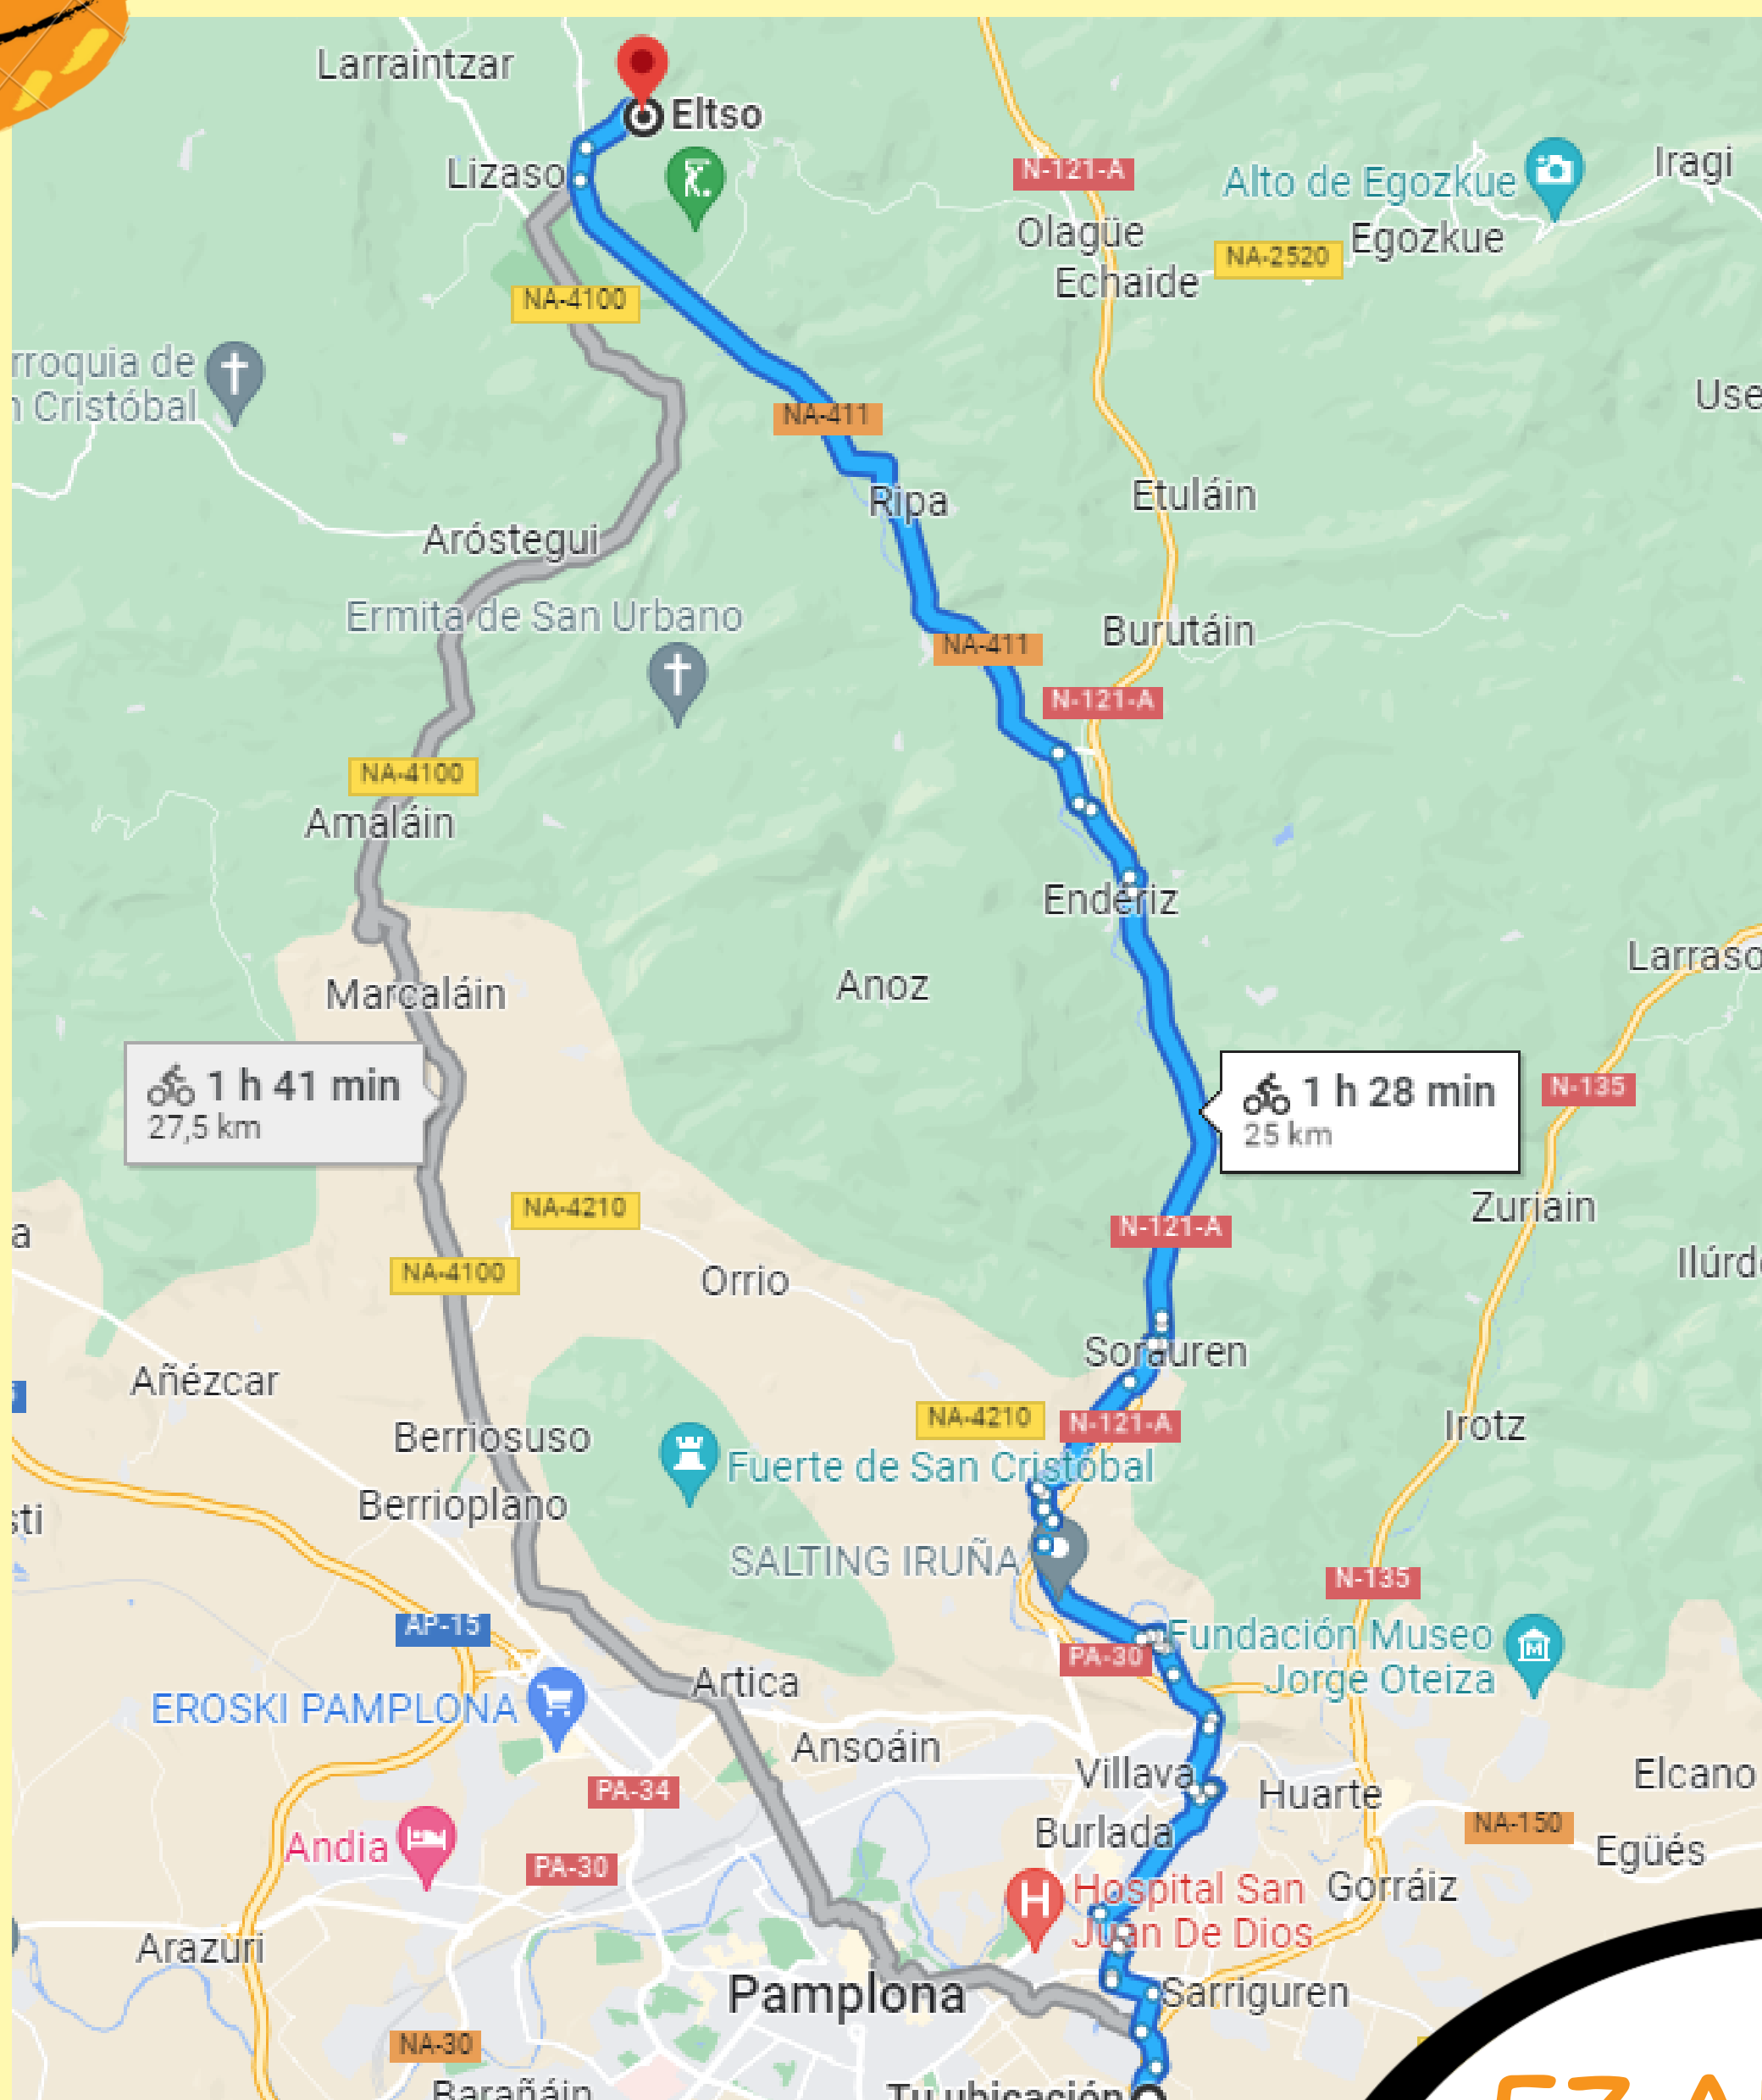 Larraintzar
Eltso
Lizaso
N-121-A
Iragi
Alto de Egozkue
Olagüe
Egozkue
NA-2520
Echaide
NA-4100
rroquia de
n Cristóbal
Use
NA-411
Ripa
Etuláin
Aróstegui
Ermita de San Urbano
Burutáin
NA-411
N-121-A
NA-4100
Amaláin
Enderiz
Larraso
Anoz
Marcaláin
1 h 41 min
27,5 km
1 h 28 min
25 km
N-135
NA-4210
Zuriain
N-121-A
a
Ilúrd
NA-4100
Orrio
Sorauren
Añézcar
NA-4210
N-121-A
Irotz
Berriosuso
Fuerte de San Cristóbal
Berrioplano
sti
SALTING IRUÑA
N-135
AP-15
Fundación Museo
Jorge Oteiza
PA-30
Artica
EROSKI PAMPLONA
Ansoáin
Villava
Huarte
Elcano
PA-34
Burlada
NA-150
Andia
Egüés
PA-30
Hospital San
Juan De Dios
Gorráiz
Arazuri
Pamplona
Sarriguren
NA-30
Barañáin
Tu ubicación